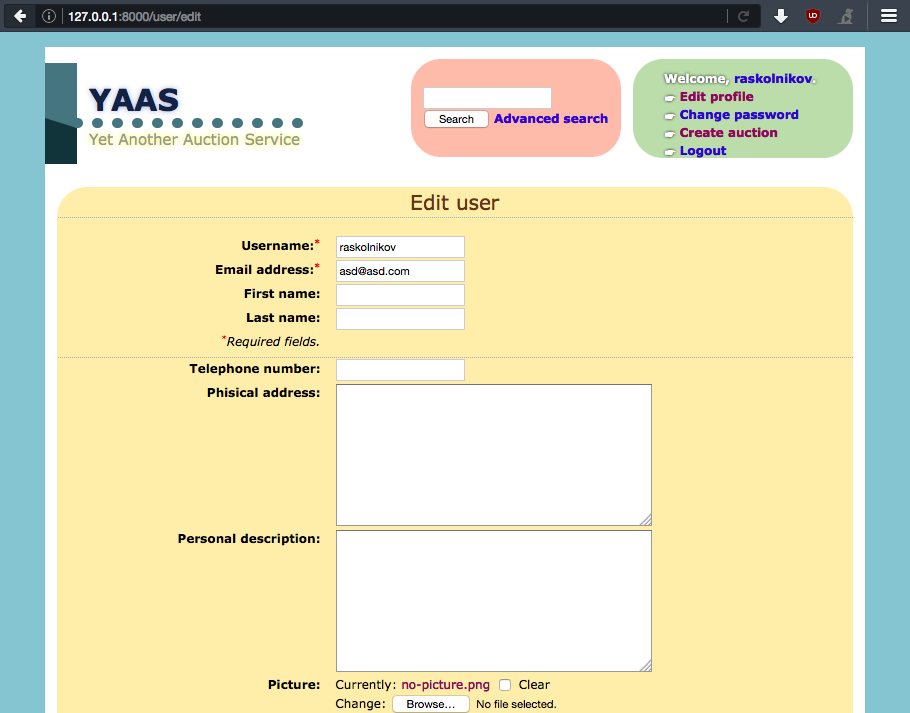 127.0.0.1:8000/user/edit
YAAS
Yet Another Auction Service
Search Advanced search
Welcome, raskolnikov.
Edit profile
Change password
Create auction
Logout
Edit user
Username:* raskolnikov
Email address:* asd@asd.com
First name:
Last name:
*Required fields.
Telephone number:
Phisical address:
Personal description:
Picture: Currently: no-picture.png Clear
Change: Browse... No file selected.